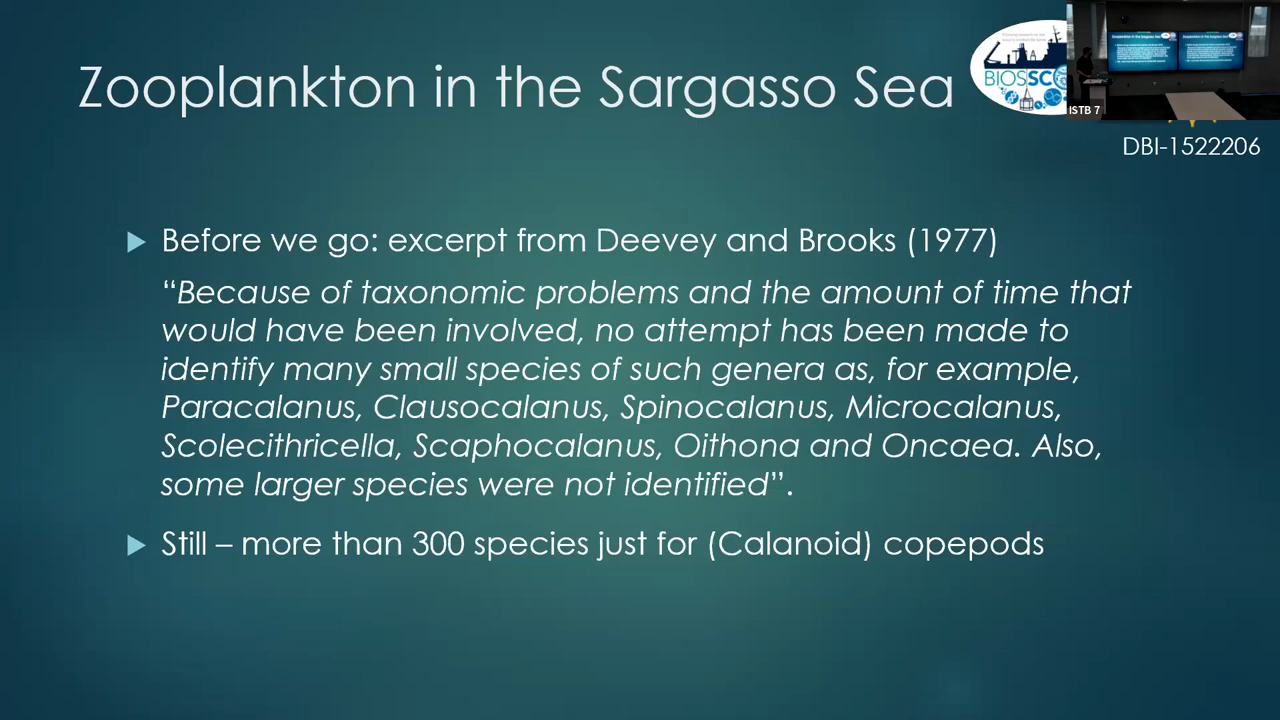 Zooplankton in the Sargasso Sea
BIOSSC
ISTB 7
DBI-1522206
Before we go: excerpt from Deevey and Brooks (1977)
“Because of taxonomic problems and the amount of time that
would have been involved, no attempt has been made to
identify many small species of such genera as, for example,
Paracalanus, Clausocalanus, Spinocalanus, Microcalanus,
Scolecithricella, Scaphocalanus, Oithona and Oncaea. Also,
some larger species were not identified”.
Still – more than 300 species just for (Calanoid) copepods